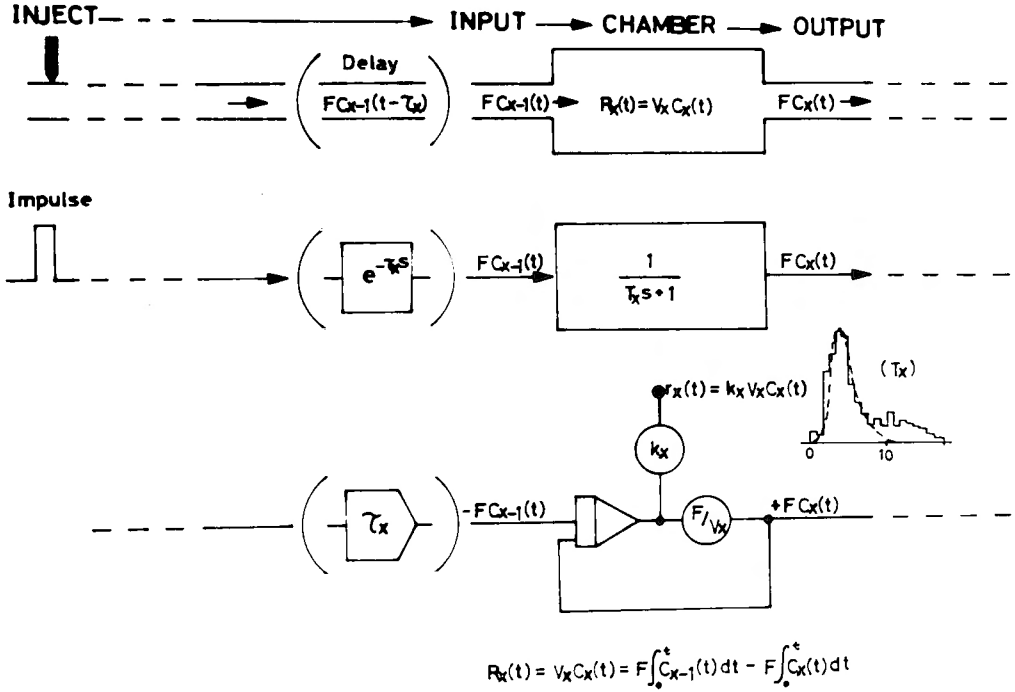 INJECT INPUT CHAMBER OUTPUT
Delay
FCx-1(t-τx) FCx-1(t) Rx(t)=VxCx(t) FCx(t)
Impulse
e^-τxs FCx-1(t) 1 FCx(t)
Txs+1
(Tx)
rx(t)=kxVxCx(t)
kx
0 10
τx -FCx-1(t) F/Vx +FCx(t)
Rx(t) = VxCx(t) = F∫₀ᵗCx-1(t)dt - F∫₀ᵗCx(t)dt